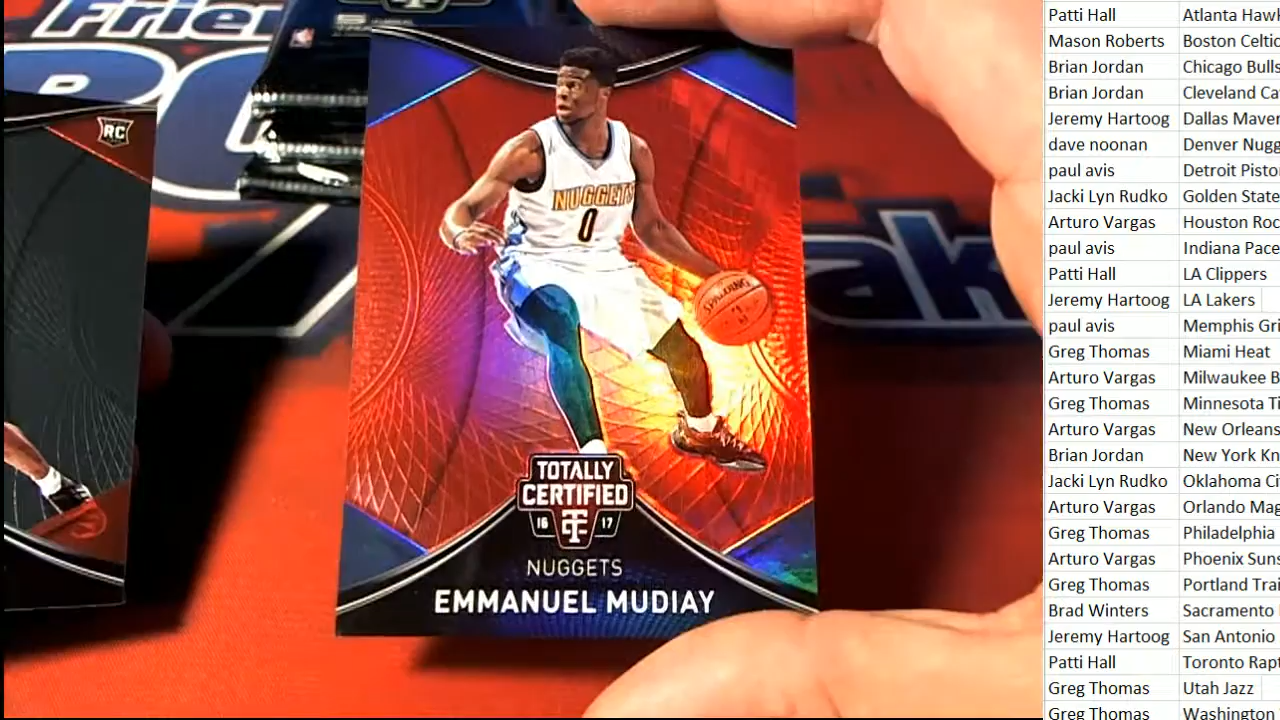 Frie
RC
NUGGETS
0
SPALDING
ak
TOTALLY
CERTIFIED
16 17
NUGGETS
EMMANUEL MUDIAY
Patti Hall Atlanta Hawk
Mason Roberts Boston Celtic
Brian Jordan Chicago Bulls
Brian Jordan Cleveland Ca
Jeremy Hartoog Dallas Maver
dave noonan Denver Nugg
paul avis Detroit Pisto
Jacki Lyn Rudko Golden State
Arturo Vargas Houston Roc
paul avis Indiana Pace
Patti Hall LA Clippers
Jeremy Hartoog LA Lakers
paul avis Memphis Gri
Greg Thomas Miami Heat
Arturo Vargas Milwaukee B
Greg Thomas Minnesota Ti
Arturo Vargas New Orleans
Brian Jordan New York Kn
Jacki Lyn Rudko Oklahoma Ci
Arturo Vargas Orlando Mag
Greg Thomas Philadelphia
Arturo Vargas Phoenix Suns
Greg Thomas Portland Trai
Brad Winters Sacramento
Jeremy Hartoog San Antonio
Patti Hall Toronto Rapt
Greg Thomas Utah Jazz
Greg Thomas Washington